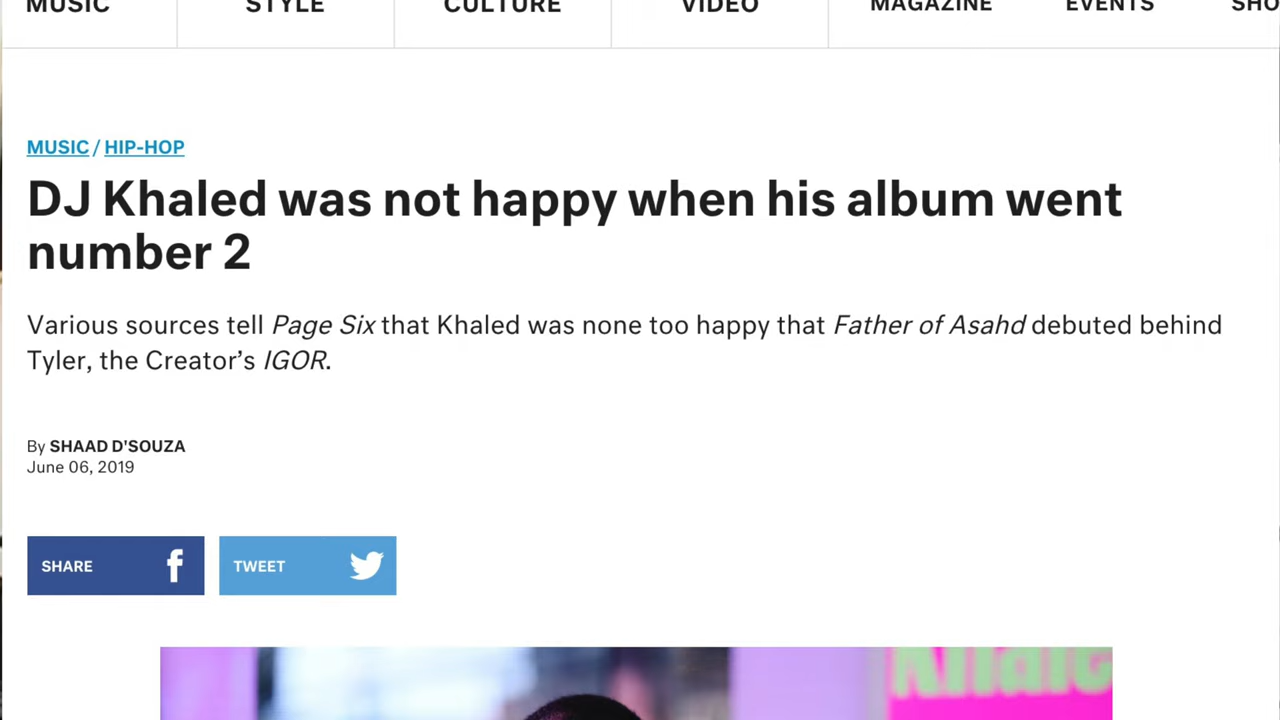 MUSIC STYLE CULTURE VIDEO MAGAZINE EVENTS
MUSIC / HIP-HOP
DJ Khaled was not happy when his album went
number 2
Various sources tell Page Six that Khaled was none too happy that Father of Asahd debuted behind
Tyler, the Creator’s IGOR.
By SHAAD D'SOUZA
June 06, 2019
SHARE TWEET